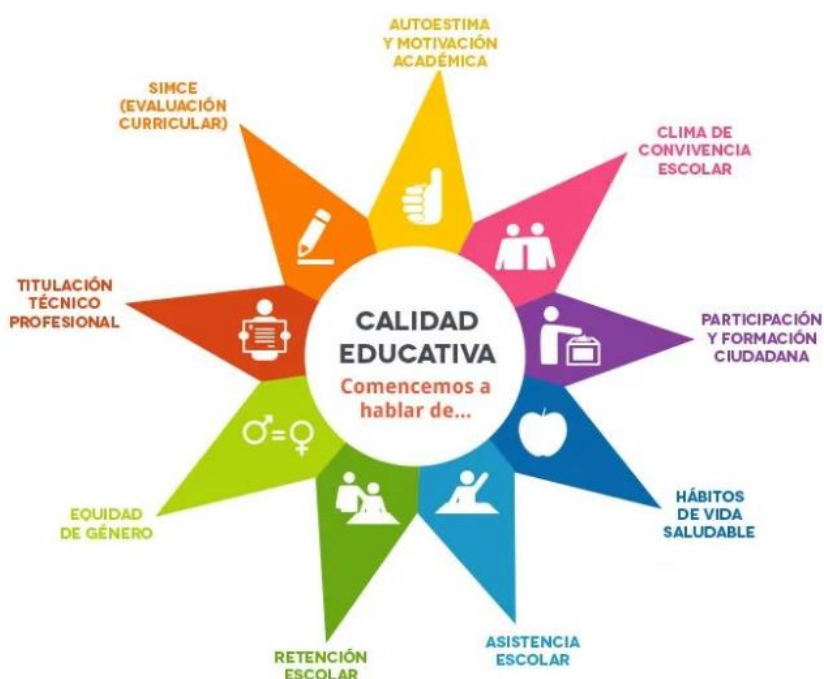 AUTOESTIMA
Y MOTIVACIÓN
ACADÉMICA
SIMCE
(EVALUACIÓN
CURRICULAR)
CLIMA DE
CONVIVENCIA
ESCOLAR
TITULACIÓN
TÉCNICO
PROFESIONAL
CALIDAD
EDUCATIVA
Comencemos a
hablar de...
PARTICIPACIÓN
Y FORMACIÓN
CIUDADANA
EQUIDAD
DE GÉNERO
HÁBITOS
DE VIDA
SALUDABLE
RETENCIÓN
ESCOLAR
ASISTENCIA
ESCOLAR